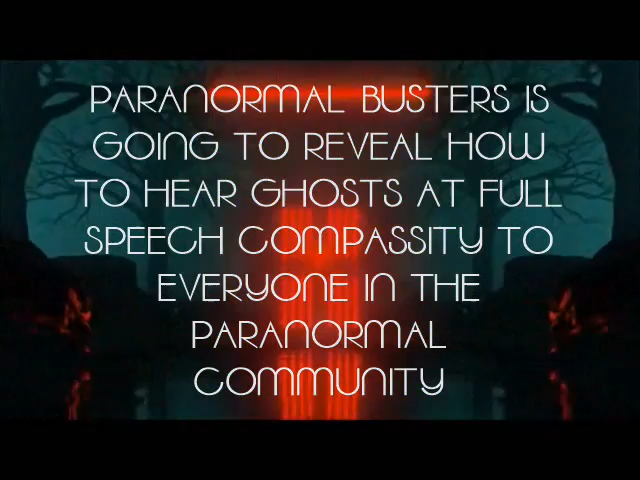 PARANORMAL BUSTERS IS
GOING TO REVEAL HOW
TO HEAR GHOSTS AT FULL
SPEECH COMPASSITY TO
EVERYONE IN THE
PARANORMAL
COMMUNITY